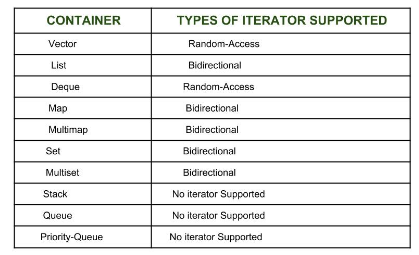 CONTAINER TYPES OF ITERATOR SUPPORTED
Vector Random-Access
List Bidirectional
Deque Random-Access
Map Bidirectional
Multimap Bidirectional
Set Bidirectional
Multiset Bidirectional
Stack No iterator Supported
Queue No iterator Supported
Priority-Queue No iterator Supported